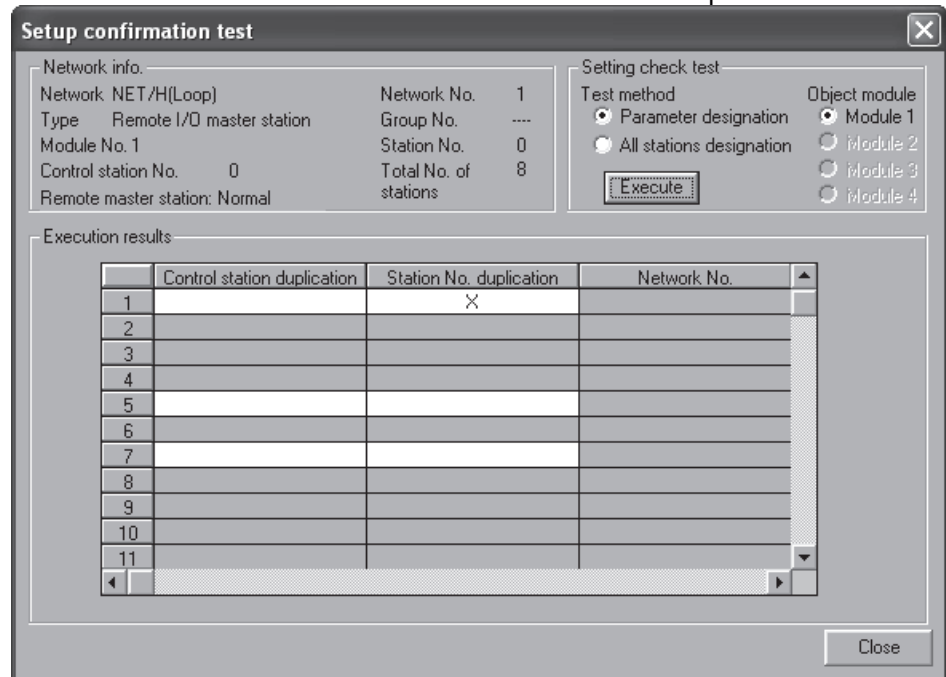 Setup confirmation test
Network info.
Network NET/H(Loop)
Type Remote I/O master station
Module No. 1
Control station No. 0
Remote master station: Normal
Network No. 1
Group No. ----
Station No. 0
Total No. of stations 8
Setting check test
Test method
Parameter designation
All stations designation
Execute
Object module
Module 1
Module 2
Module 3
Module 4
Execution results
Control station duplication Station No. duplication Network No.
1 X
2
3
4
5
6
7
8
9
10
11
Close